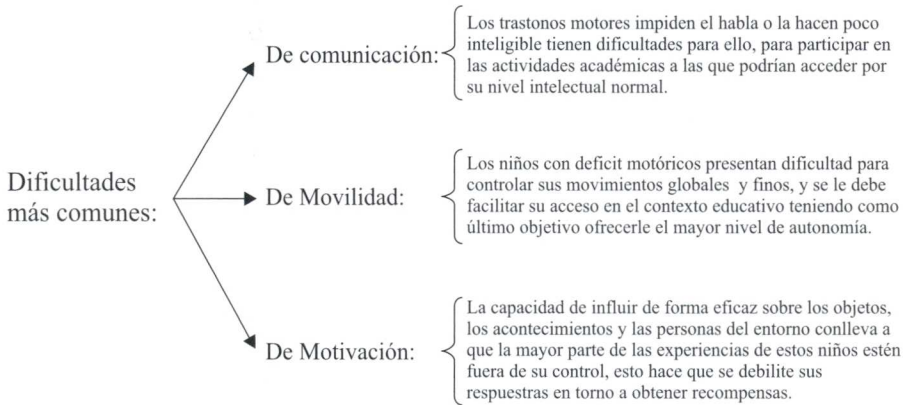 Dificultades
más comunes:
De comunicación:
Los trastonos motores impiden el habla o la hacen poco
inteligible tienen dificultades para ello, para participar en
las actividades académicas a las que podrían acceder por
su nivel intelectual normal.
De Movilidad:
Los niños con deficit motóricos presentan dificultad para
controlar sus movimientos globales y finos, y se le debe
facilitar su acceso en el contexto educativo teniendo como
último objetivo ofrecerle el mayor nivel de autonomía.
De Motivación:
La capacidad de influir de forma eficaz sobre los objetos,
los acontecimientos y las personas del entorno conlleva a
que la mayor parte de las experiencias de estos niños estén
fuera de su control, esto hace que se debilite sus
respuestas en torno a obtener recompensas.